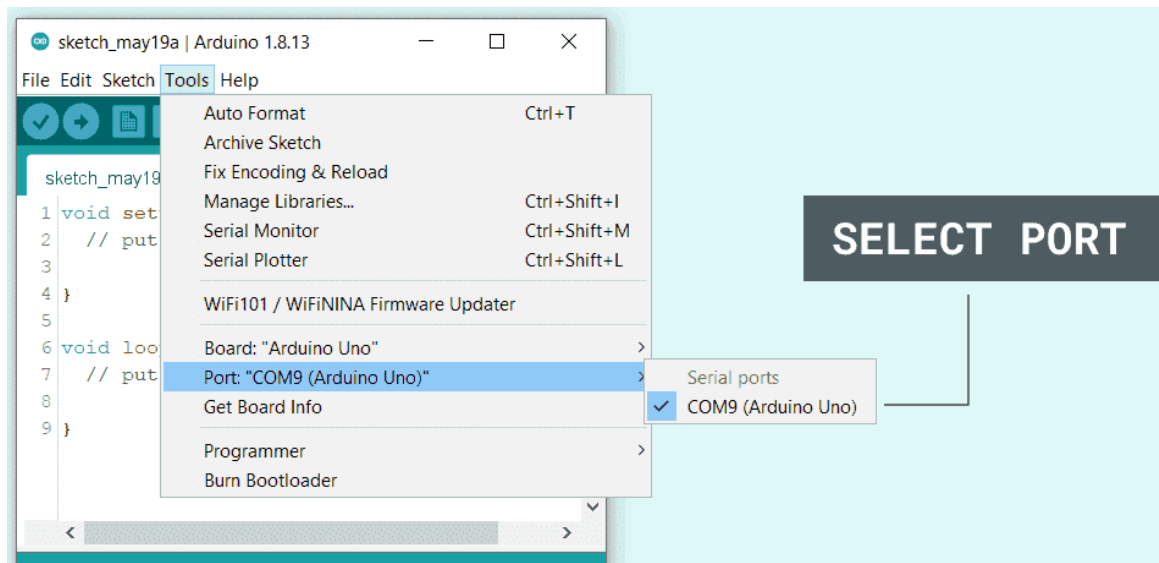 sketch_may19a | Arduino 1.8.13
File Edit Sketch Tools Help
Auto Format Ctrl+T
Archive Sketch
Fix Encoding & Reload
Manage Libraries... Ctrl+Shift+I
Serial Monitor Ctrl+Shift+M
Serial Plotter Ctrl+Shift+L
WiFi101 / WiFiNINA Firmware Updater
Board: "Arduino Uno"
Port: "COM9 (Arduino Uno)"
Get Board Info
Programmer
Burn Bootloader
Serial ports
COM9 (Arduino Uno)
sketch_may19
1 void set
2 // put
3
4 }
5
6 void loo
7 // put
8
9 }
SELECT PORT